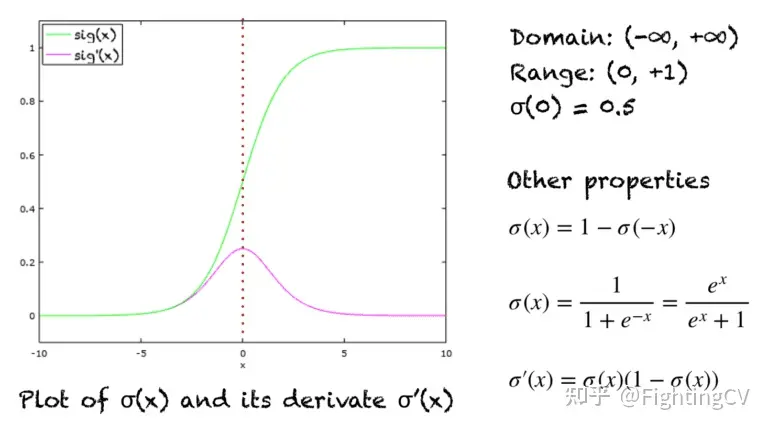 sig(x)
sig'(x)
1
0.8
0.6
0.4
0.2
0
-10
-5
0
5
10
x
Plot of σ(x) and its derivate σ'(x)
Domain: (-∞, +∞)
Range: (0, +1)
σ(0) = 0.5
Other properties
σ(x) = 1 − σ(−x)
σ(x) = 1 / (1 + e^{−x}) = e^x / (e^x + 1)
σ′(x) = σ(x)(1 − σ(x))
知乎 @FightingCV